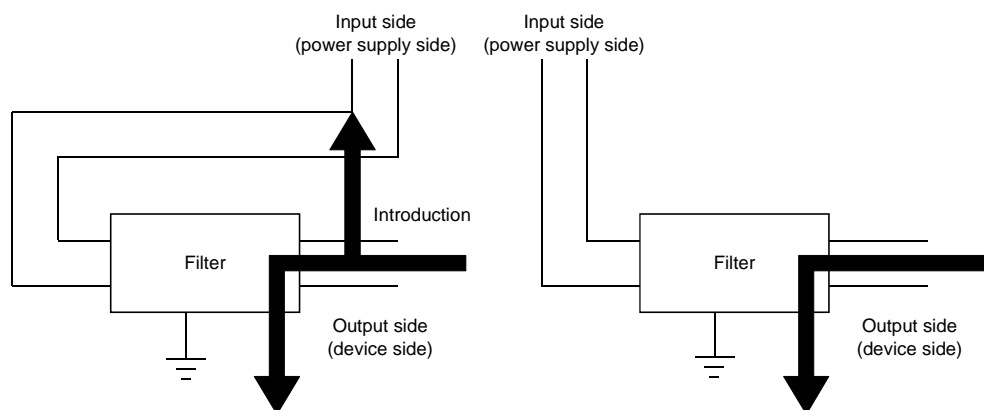 Input side
(power supply side)
Introduction
Filter
Output side
(device side)
Input side
(power supply side)
Filter
Output side
(device side)